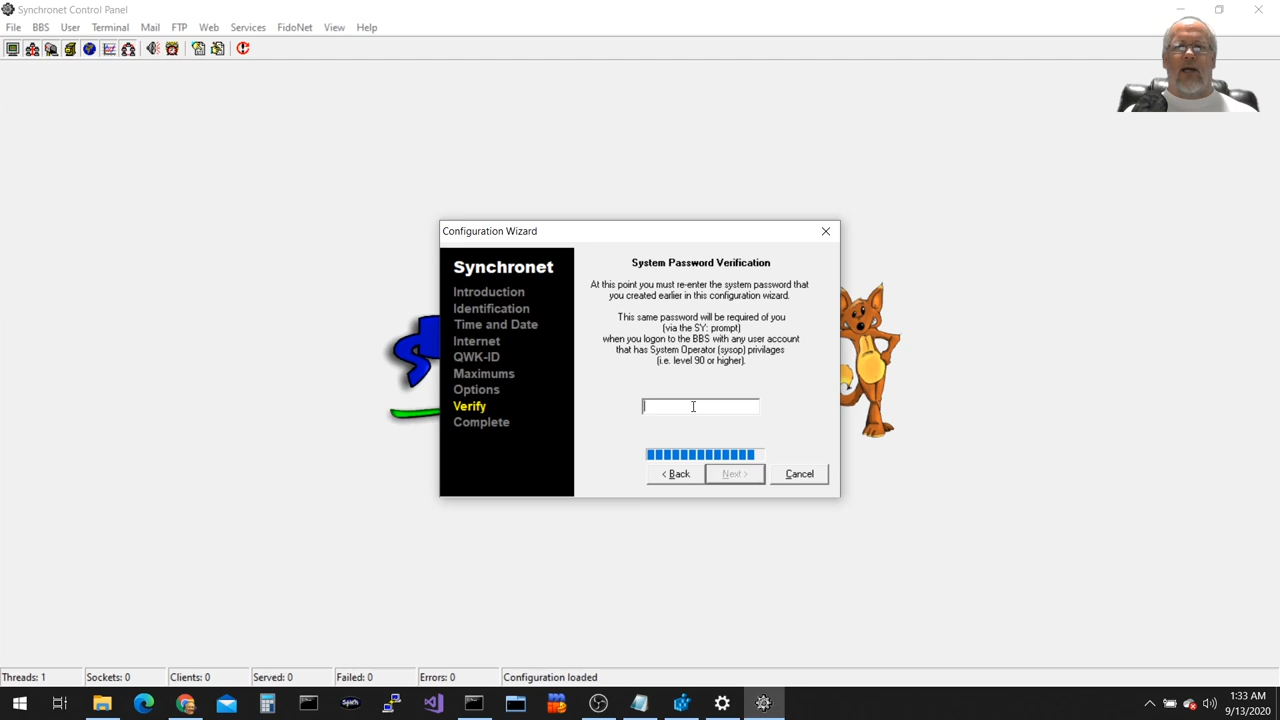 Synchronet Control Panel
File BBS User Terminal Mail FTP Web Services FidoNet View Help
Configuration Wizard
Synchronet
Introduction
Identification
Time and Date
Internet
QWK-ID
Maximums
Options
Verify
Complete
System Password Verification
At this point you must re-enter the system password that
you created earlier in this configuration wizard.
This same password will be required of you
(via the SY: prompt)
when you logon to the BBS with any user account
that has System Operator (sysop) privilages
(i.e. level 90 or higher).
< Back Next > Cancel
Threads: 1 Sockets: 0 Clients: 0 Served: 0 Failed: 0 Errors: 0 Configuration loaded
1:33 AM
9/13/2020